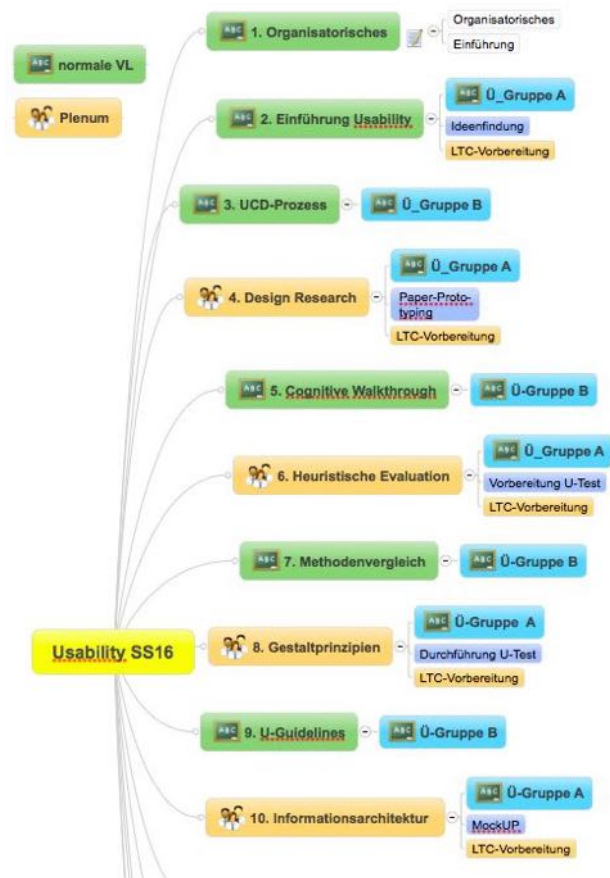 normale VL
Plenum
1. Organisatorisches
Organisatorisches
Einführung
2. Einführung Usability
Ü_Gruppe A
Ideenfindung
LTC-Vorbereitung
3. UCD-Prozess
Ü_Gruppe B
4. Design Research
Ü_Gruppe A
Paper-Proto-
typing
LTC-Vorbereitung
5. Cognitive Walkthrough
Ü-Gruppe B
6. Heuristische Evaluation
Ü_Gruppe A
Vorbereitung U-Test
LTC-Vorbereitung
7. Methodenvergleich
Ü-Gruppe B
Usability SS16
8. Gestaltprinzipien
Ü-Gruppe A
Durchführung U-Test
LTC-Vorbereitung
9. U-Guidelines
Ü-Gruppe B
10. Informationsarchitektur
Ü-Gruppe A
MockUP
LTC-Vorbereitung